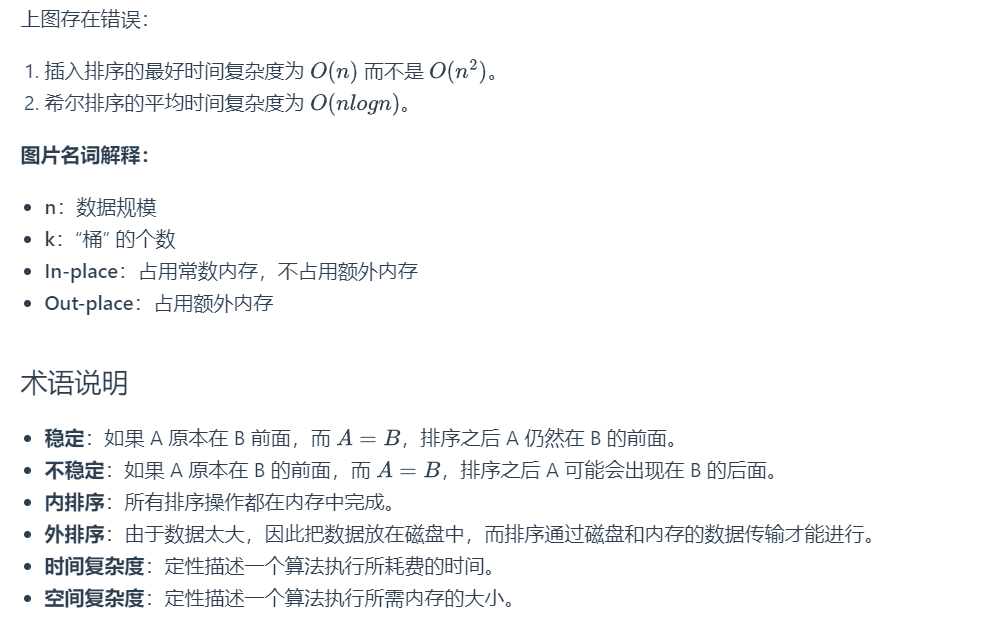 上图存在错误：
1. 插入排序的最好时间复杂度为 O(n) 而不是 O(n²)。
2. 希尔排序的平均时间复杂度为 O(nlogn)。
图片名词解释：
• n：数据规模
• k：“桶” 的个数
• In-place：占用常数内存，不占用额外内存
• Out-place：占用额外内存
术语说明
• 稳定：如果 A 原本在 B 前面，而 A = B，排序之后 A 仍然在 B 的前面。
• 不稳定：如果 A 原本在 B 的前面，而 A = B，排序之后 A 可能会出现在 B 的后面。
• 内排序：所有排序操作都在内存中完成。
• 外排序：由于数据太大，因此把数据放在磁盘中，而排序通过磁盘和内存的数据传输才能进行。
• 时间复杂度：定性描述一个算法执行所耗费的时间。
• 空间复杂度：定性描述一个算法执行所需内存的大小。